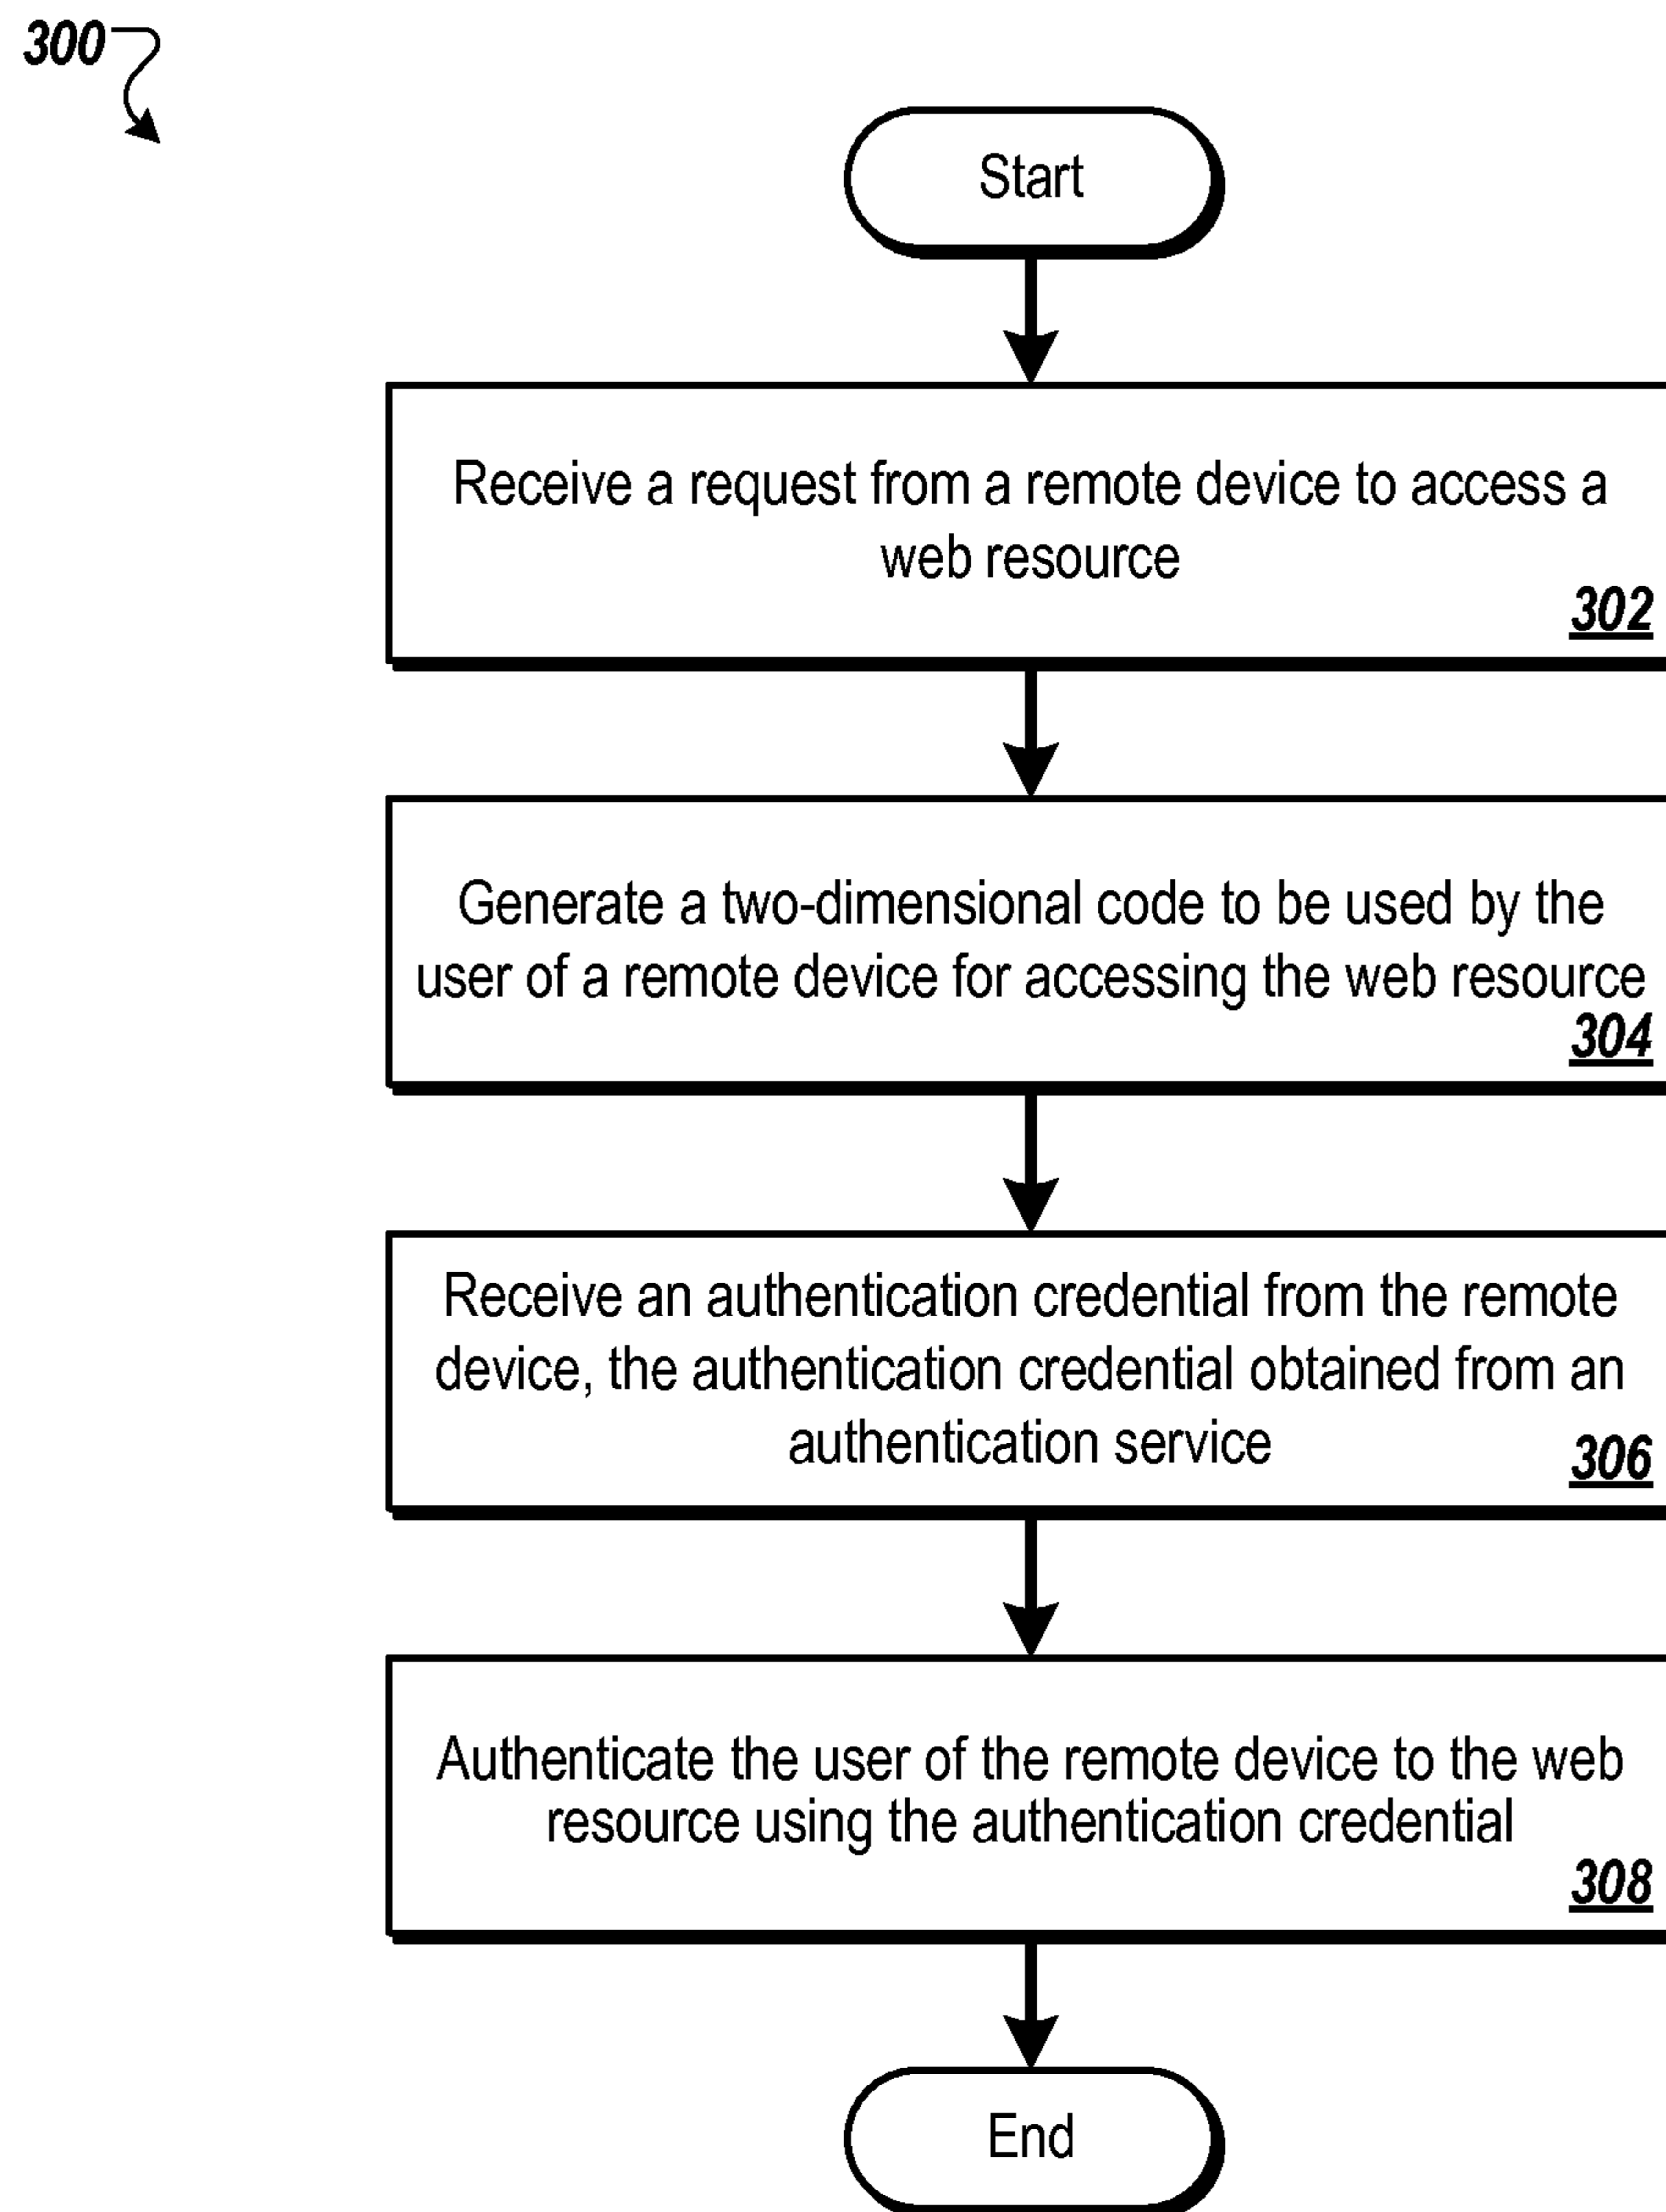 300
Start
Receive a request from a remote device to access a
web resource
302
Generate a two-dimensional code to be used by the
user of a remote device for accessing the web resource
304
Receive an authentication credential from the remote
device, the authentication credential obtained from an
authentication service
306
Authenticate the user of the remote device to the web
resource using the authentication credential
308
End